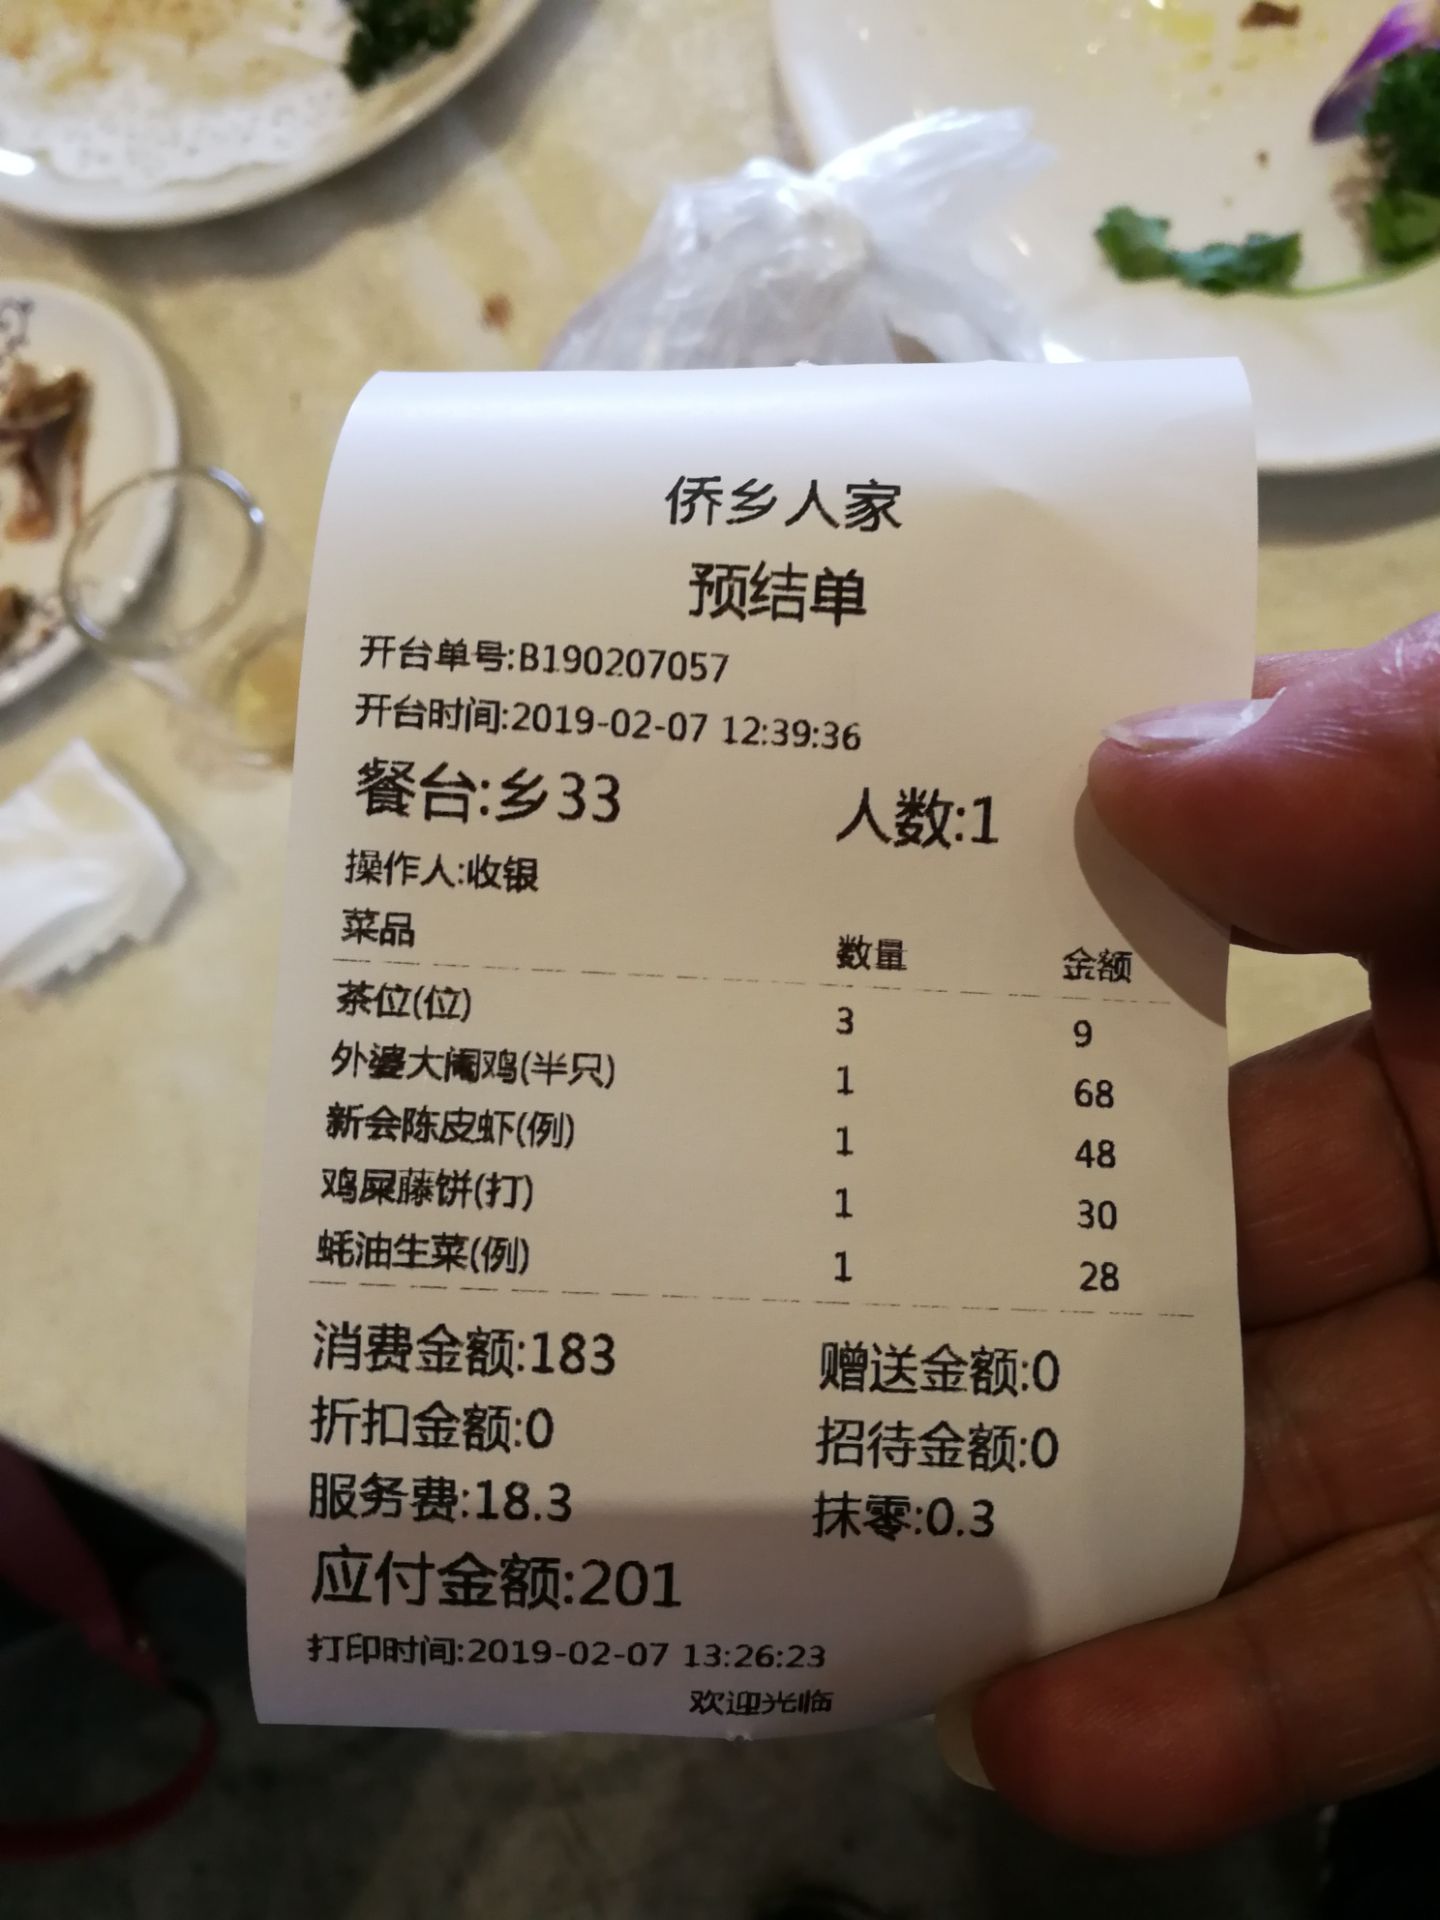 侨乡人家
预结单
开台单号:B190207057
开台时间:2019-02-07 12:39:36
餐台:乡33 人数:1
操作人:收银
菜品 数量 金额
茶位(位) 3 9
外婆大阉鸡(半只) 1 68
新会陈皮虾(例) 1 48
鸡屎藤饼(打) 1 30
蚝油生菜(例) 1 28
消费金额:183 赠送金额:0
折扣金额:0 招待金额:0
服务费:18.3 抹零:0.3
应付金额:201
打印时间:2019-02-07 13:26:23
欢迎光临